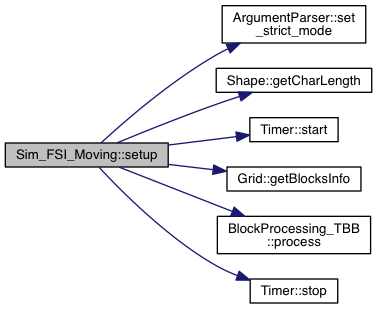 ArgumentParser::set
_strict_mode
Shape::getCharLength
Timer::start
Sim_FSI_Moving::setup
Grid::getBlocksInfo
BlockProcessing_TBB
::process
Timer::stop